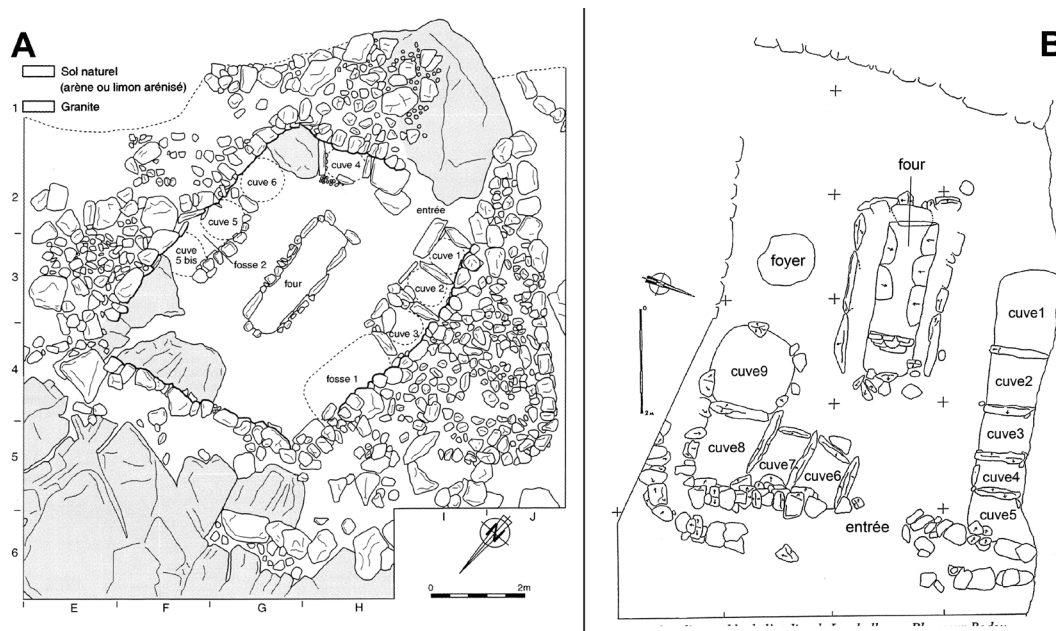 A
Sol naturel
(arène ou limon arénisé)
Granite
1
2
3
4
5
6
E
F
G
H
I
J
cuve 4
cuve 6
cuve 5
cuve
5 bis
fosse 2
four
entrée
cuve 1
cuve 2
cuve 3
fosse 1
N
0
2m
B
four
foyer
0
2m
cuve1
cuve2
cuve3
cuve4
cuve5
cuve9
cuve8
cuve7
cuve6
entrée